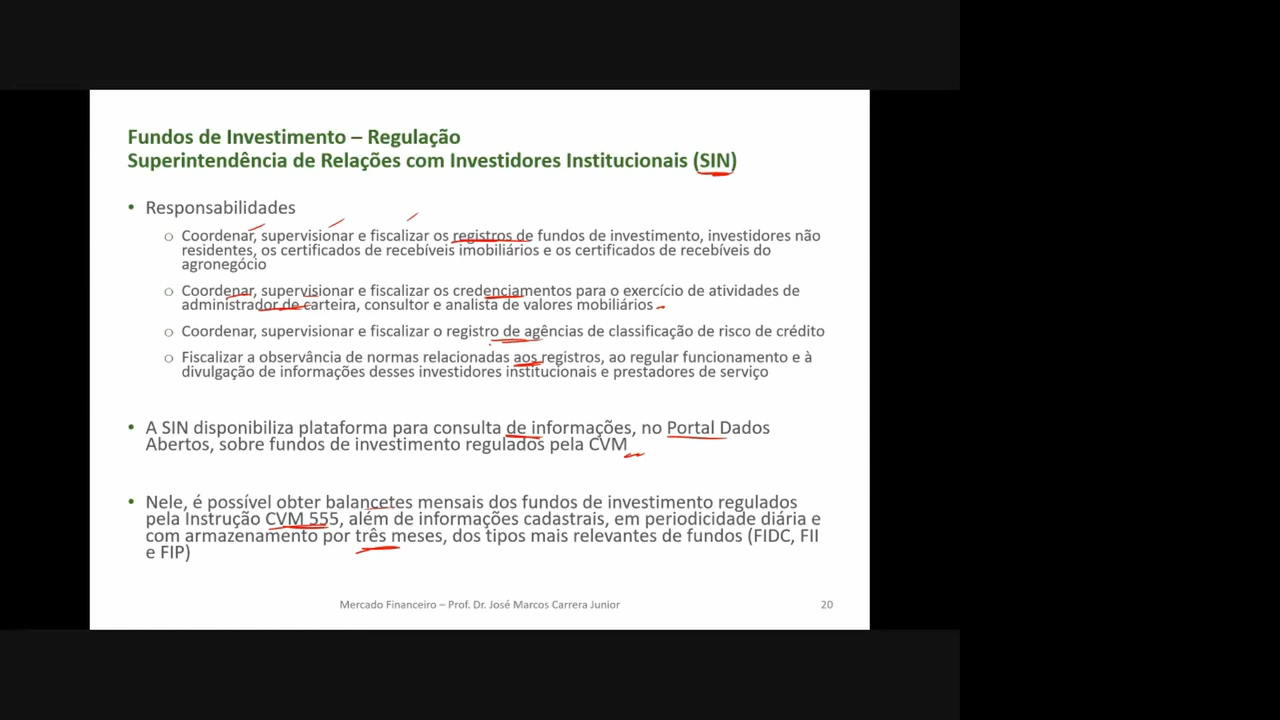 Fundos de Investimento – Regulação
Superintendência de Relações com Investidores Institucionais (SIN)
• Responsabilidades
o Coordenar, supervisionar e fiscalizar os registros de fundos de investimento, investidores não
residentes, os certificados de recebíveis imobiliários e os certificados de recebíveis do
agronegócio
o Coordenar, supervisionar e fiscalizar os credenciamentos para o exercício de atividades de
administrador de carteira, consultor e analista de valores mobiliários
o Coordenar, supervisionar e fiscalizar o registro de agências de classificação de risco de crédito
o Fiscalizar a observância de normas relacionadas aos registros, ao regular funcionamento e à
divulgação de informações desses investidores institucionais e prestadores de serviço
• A SIN disponibiliza plataforma para consulta de informações, no Portal Dados
Abertos, sobre fundos de investimento regulados pela CVM
• Nele, é possível obter balancetes mensais dos fundos de investimento regulados
pela Instrução CVM 555, além de informações cadastrais, em periodicidade diária e
com armazenamento por três meses, dos tipos mais relevantes de fundos (FIDC, FII
e FIP)
Mercado Financeiro – Prof. Dr. José Marcos Carrera Junior
20